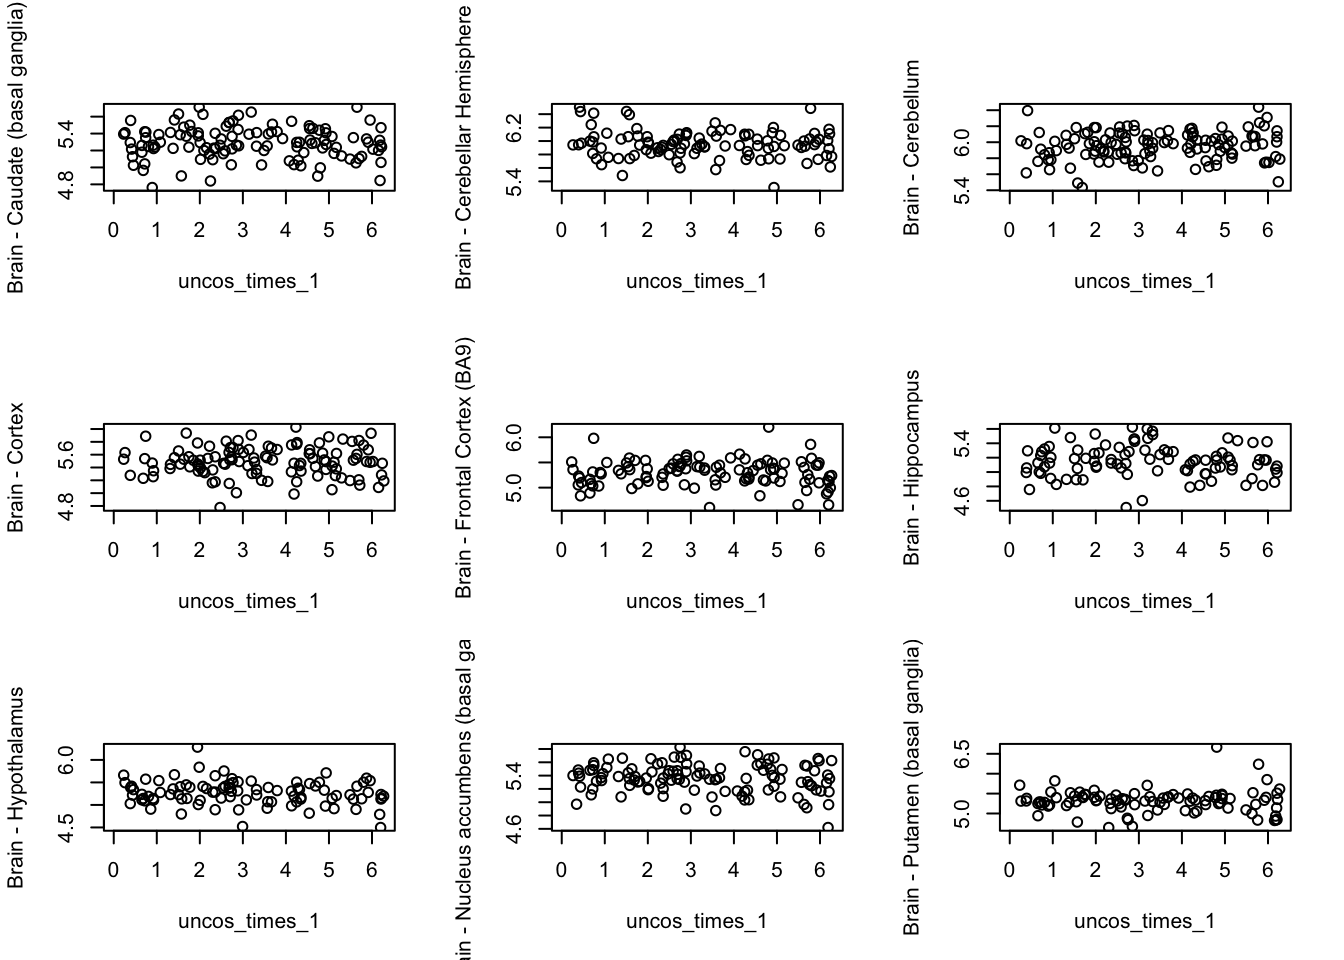 Brain - Caudate (basal ganglia)
4.8 5.4
0 1 2 3 4 5 6
uncos_times_1
Brain - Cerebellar Hemisphere
5.4 6.2
0 1 2 3 4 5 6
uncos_times_1
Brain - Cerebellum
5.4 6.0
0 1 2 3 4 5 6
uncos_times_1
Brain - Cortex
4.8 5.6
0 1 2 3 4 5 6
uncos_times_1
Brain - Frontal Cortex (BA9)
5.0 6.0
0 1 2 3 4 5 6
uncos_times_1
Brain - Hippocampus
4.6 5.4
0 1 2 3 4 5 6
uncos_times_1
Brain - Hypothalamus
4.5 6.0
0 1 2 3 4 5 6
uncos_times_1
ain - Nucleus accumbens (basal ga
4.6 5.4
0 1 2 3 4 5 6
uncos_times_1
Brain - Putamen (basal ganglia)
5.0 6.5
0 1 2 3 4 5 6
uncos_times_1